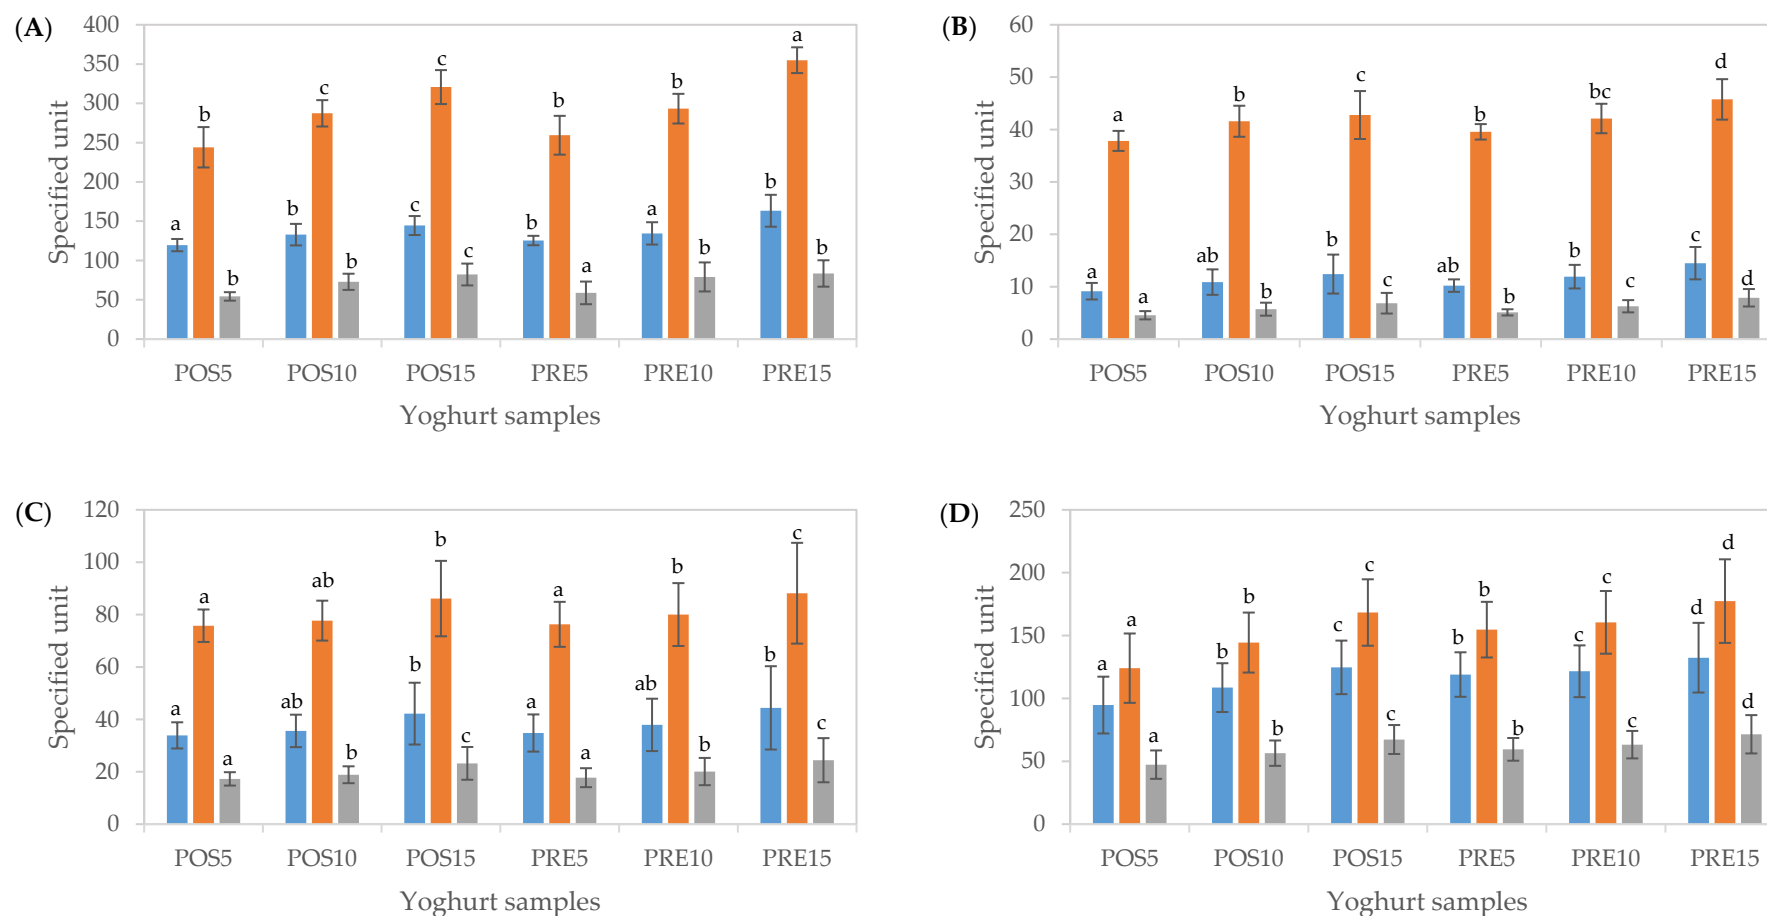 (A)
400
350
300
250
200
150
100
50
0
Specified unit
a b b
b c b
c c c
b b a
a b b
b a b
POS5 POS10 POS15 PRE5 PRE10 PRE15
Yoghurt samples
(B)
60
50
40
30
20
10
0
Specified unit
a a a
ab b b
b c c
ab b b
b bc c
c d d
POS5 POS10 POS15 PRE5 PRE10 PRE15
Yoghurt samples
(C)
120
100
80
60
40
20
0
Specified unit
a a a
ab ab b
b b c
a a a
ab b b
b c c
POS5 POS10 POS15 PRE5 PRE10 PRE15
Yoghurt samples
(D)
250
200
150
100
50
0
Specified unit
a a a
b b b
c c c
b b b
c c c
d d d
POS5 POS10 POS15 PRE5 PRE10 PRE15
Yoghurt samples